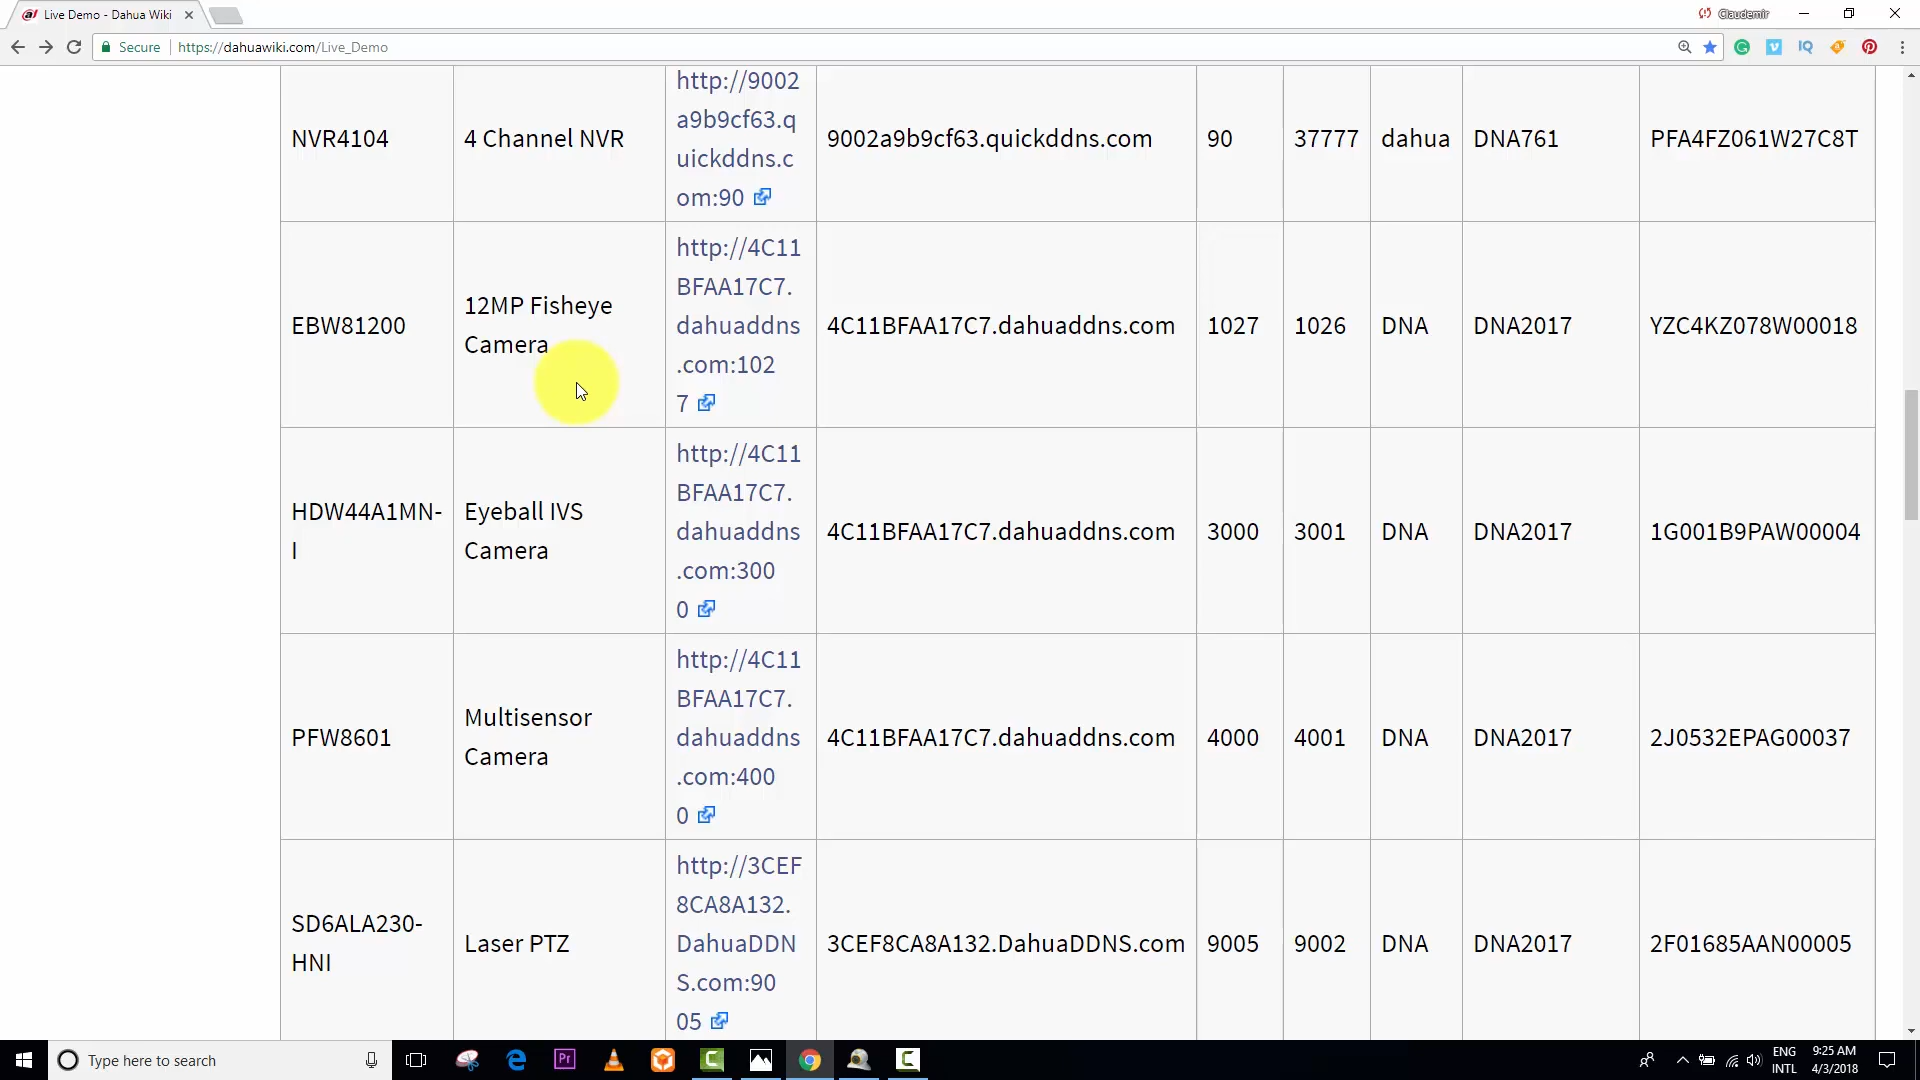 Live Demo - Dahua Wiki
Claudemir
Secure
https://dahuawiki.com/Live_Demo
NVR4104
4 Channel NVR
http://9002
a9b9cf63.q
uickddns.c
om:90
9002a9b9cf63.quickddns.com
90
37777
dahua
DNA761
PFA4FZ061W27C8T
EBW81200
12MP Fisheye
Camera
http://4C11
BFAA17C7.
dahuaddns
.com:102
7
4C11BFAA17C7.dahuaddns.com
1027
1026
DNA
DNA2017
YZC4KZ078W00018
HDW44A1MN-
I
Eyeball IVS
Camera
http://4C11
BFAA17C7.
dahuaddns
.com:300
0
4C11BFAA17C7.dahuaddns.com
3000
3001
DNA
DNA2017
1G001B9PAW00004
PFW8601
Multisensor
Camera
http://4C11
BFAA17C7.
dahuaddns
.com:400
0
4C11BFAA17C7.dahuaddns.com
4000
4001
DNA
DNA2017
2J0532EPAG00037
SD6ALA230-
HNI
Laser PTZ
http://3CEF
8CA8A132.
DahuaDDN
S.com:90
05
3CEF8CA8A132.DahuaDDNS.com
9005
9002
DNA
DNA2017
2F01685AAN00005
Type here to search
Pr
ENG
INTL
9:25 AM
4/3/2018